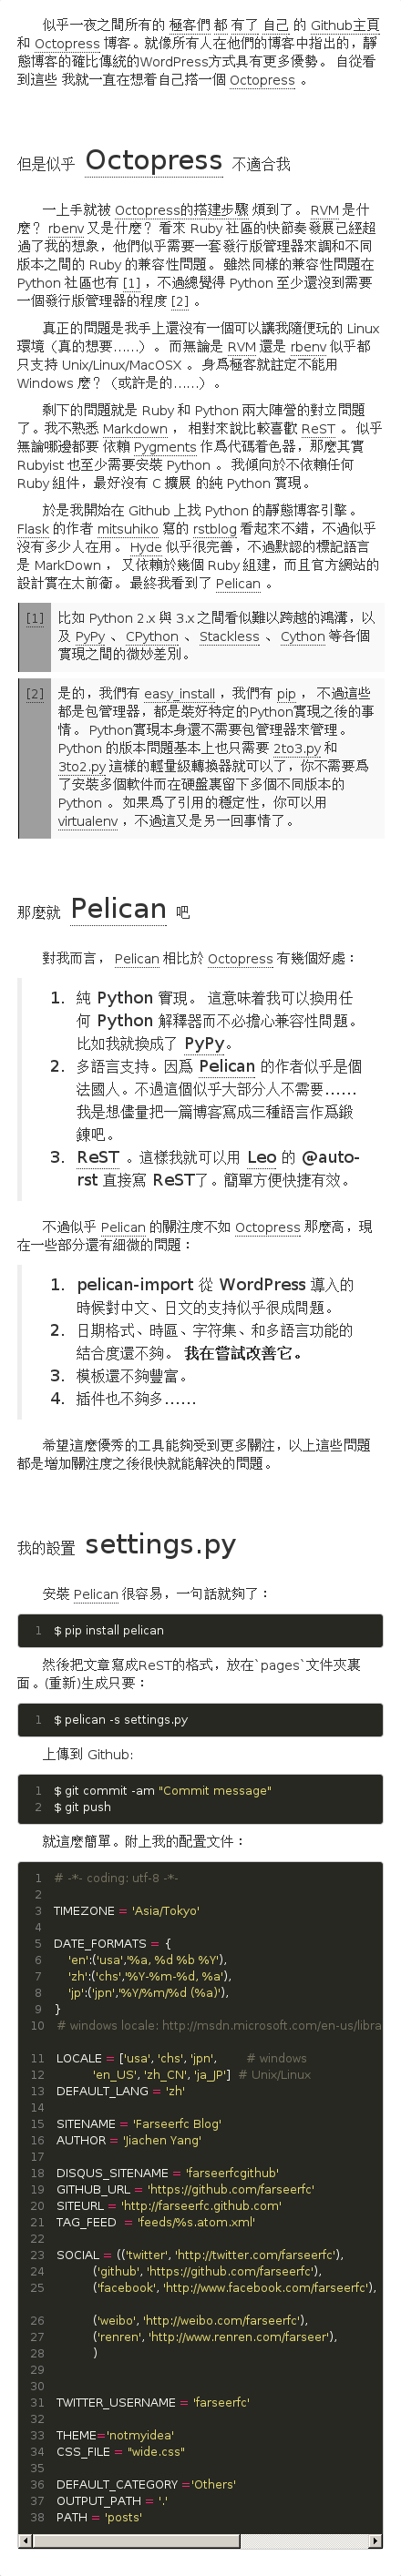 似乎一夜之間所有的 極客們 都 有了 自己 的 Github主頁
和 Octopress 博客。就像所有人在他們的博客中指出的，靜
態博客的確比傳統的WordPress方式具有更多優勢。 自從看
到這些 我就一直在想着自己搭一個 Octopress 。
但是似乎 Octopress 不適合我
一上手就被 Octopress的搭建步驟 煩到了。 RVM 是什
麼？ rbenv 又是什麼？ 看來 Ruby 社區的快節奏發展已經超
過了我的想象，他們似乎需要一套發行版管理器來調和不同
版本之間的 Ruby 的兼容性問題。 雖然同樣的兼容性問題在
Python 社區也有 [1] ，不過總覺得 Python 至少還沒到需要
一個發行版管理器的程度 [2] 。
真正的問題是我手上還沒有一個可以讓我隨便玩的 Linux
環境（真的想要……）。 而無論是 RVM 還是 rbenv 似乎都
只支持 Unix/Linux/MacOSX 。 身爲極客就註定不能用
Windows 麼？（或許是的……）。
剩下的問題就是 Ruby 和 Python 兩大陣營的對立問題
了。我不熟悉 Markdown ， 相對來說比較喜歡 ReST 。 似乎
無論哪邊都要 依賴 Pygments 作爲代碼着色器，那麼其實
Rubyist 也至少需要安裝 Python 。 我傾向於不依賴任何
Ruby 組件，最好沒有 C 擴展 的純 Python 實現。
於是我開始在 Github 上找 Python 的靜態博客引擎。
Flask 的作者 mitsuhiko 寫的 rstblog 看起來不錯，不過似乎
沒有多少人在用。 Hyde 似乎很完善，不過默認的標記語言
是 MarkDown ， 又依賴於幾個 Ruby 組建，而且官方網站的
設計實在太前衛。 最終我看到了 Pelican 。
[1] 比如 Python 2.x 與 3.x 之間看似難以跨越的鴻溝，以
及 PyPy 、 CPython 、 Stackless 、 Cython 等各個
實現之間的微妙差別。
[2] 是的，我們有 easy_install ，我們有 pip ， 不過這些
都是包管理器，都是裝好特定的Python實現之後的事
情。 Python實現本身還不需要包管理器來管理。
Python 的版本問題基本上也只需要 2to3.py 和
3to2.py 這樣的輕量級轉換器就可以了，你不需要爲
了安裝多個軟件而在硬盤裏留下多個不同版本的
Python 。 如果爲了引用的穩定性，你可以用
virtualenv ，不過這又是另一回事情了。
那麼就 Pelican 吧
對我而言， Pelican 相比於 Octopress 有幾個好處：
1. 純 Python 實現。 這意味着我可以換用任
何 Python 解釋器而不必擔心兼容性問題。
比如我就換成了 PyPy。
2. 多語言支持。因爲 Pelican 的作者似乎是個
法國人。不過這個似乎大部分人不需要……
我是想儘量把一篇博客寫成三種語言作爲鍛
鍊吧。
3. ReST 。這樣我就可以用 Leo 的 @auto-
rst 直接寫 ReST了。簡單方便快捷有效。
不過似乎 Pelican 的關注度不如 Octopress 那麼高，現
在一些部分還有細微的問題：
1. pelican-import 從 WordPress 導入的
時候對中文、日文的支持似乎很成問題。
2. 日期格式、時區、字符集、和多語言功能的
結合度還不夠。 我在嘗試改善它。
3. 模板還不夠豐富。
4. 插件也不夠多……
希望這麼優秀的工具能夠受到更多關注，以上這些問題
都是增加關注度之後很快就能解決的問題。
我的設置 settings.py
安裝 Pelican 很容易，一句話就夠了：
1 $ pip install pelican
然後把文章寫成ReST的格式，放在`pages`文件夾裏
面。(重新)生成只要：
1 $ pelican -s settings.py
上傳到 Github:
1 $ git commit -am "Commit message"
2 $ git push
就這麼簡單。附上我的配置文件：
1 # -*- coding: utf-8 -*-
2
3 TIMEZONE = 'Asia/Tokyo'
4
5 DATE_FORMATS = {
6 'en':('usa','%a, %d %b %Y'),
7 'zh':('chs','%Y-%m-%d, %a'),
8 'jp':('jpn','%Y/%m/%d (%a)'),
9 }
10 # windows locale: http://msdn.microsoft.com/en-us/libra
11 LOCALE = ['usa', 'chs', 'jpn', # windows
12 'en_US', 'zh_CN', 'ja_JP'] # Unix/Linux
13 DEFAULT_LANG = 'zh'
14
15 SITENAME = 'Farseerfc Blog'
16 AUTHOR = 'Jiachen Yang'
17
18 DISQUS_SITENAME = 'farseerfcgithub'
19 GITHUB_URL = 'https://github.com/farseerfc'
20 SITEURL = 'http://farseerfc.github.com'
21 TAG_FEED = 'feeds/%s.atom.xml'
22
23 SOCIAL = (('twitter', 'http://twitter.com/farseerfc'),
24 ('github', 'https://github.com/farseerfc'),
25 ('facebook', 'http://www.facebook.com/farseerfc'),
26 ('weibo', 'http://weibo.com/farseerfc'),
27 ('renren', 'http://www.renren.com/farseer'),
28 )
29
30
31 TWITTER_USERNAME = 'farseerfc'
32
33 THEME='notmyidea'
34 CSS_FILE = "wide.css"
35
36 DEFAULT_CATEGORY ='Others'
37 OUTPUT_PATH = '.'
38 PATH = 'posts'